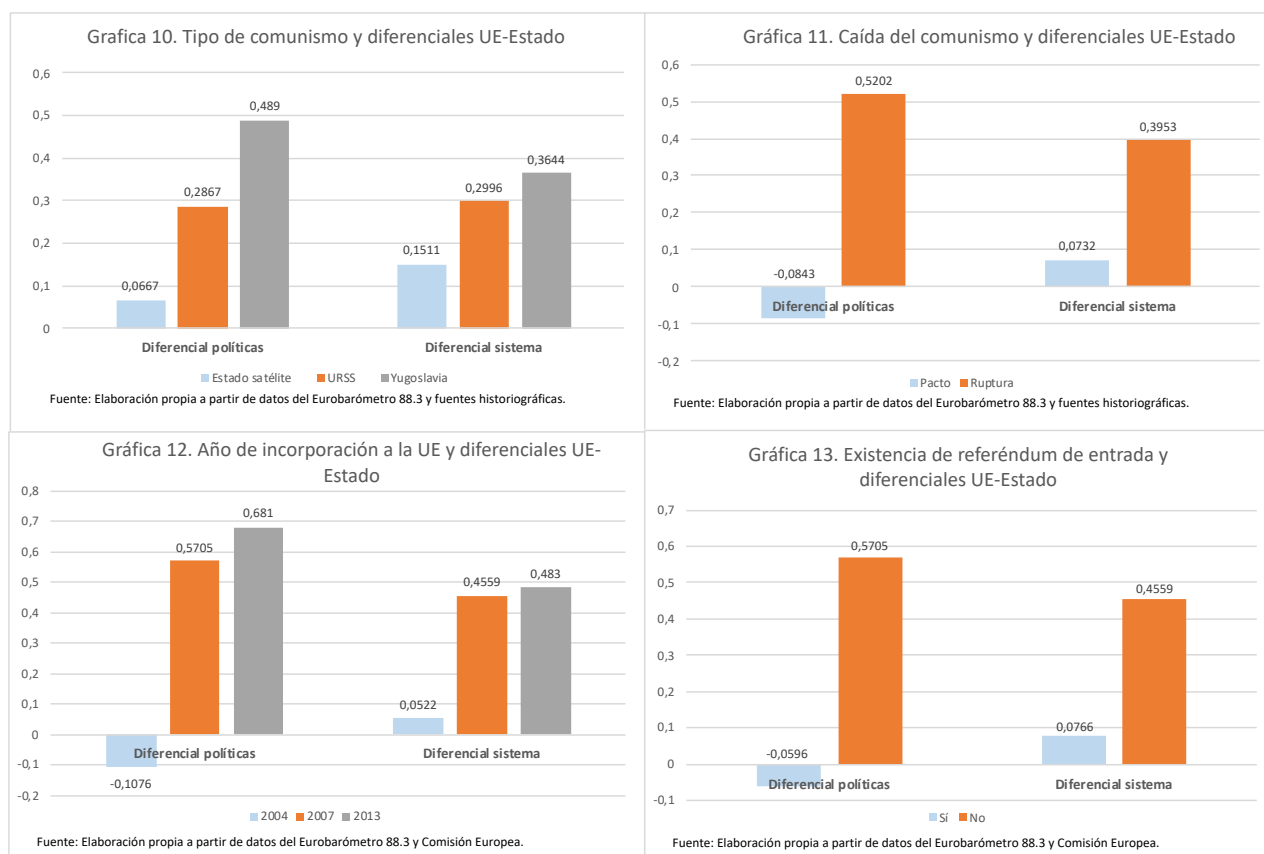 Grafica 10. Tipo de comunismo y diferenciales UE-Estado
0,6
0,5
0,4
0,3
0,2
0,1
0
0,0667
0,2867
0,489
0,1511
0,2996
0,3644
Diferencial políticas
Diferencial sistema
Estado satélite
URSS
Yugoslavia
Fuente: Elaboración propia a partir de datos del Eurobarómetro 88.3 y fuentes historiográficas.
Gráfica 11. Caída del comunismo y diferenciales UE-Estado
0,6
0,5
0,4
0,3
0,2
0,1
0
-0,1
-0,2
-0,0843
0,5202
0,0732
0,3953
Diferencial políticas
Diferencial sistema
Pacto
Ruptura
Fuente: Elaboración propia a partir de datos del Eurobarómetro 88.3 y fuentes historiográficas.
Gráfica 12. Año de incorporación a la UE y diferenciales UE-
Estado
0,8
0,7
0,6
0,5
0,4
0,3
0,2
0,1
0
-0,1
-0,2
-0,1076
0,5705
0,681
0,0522
0,4559
0,483
Diferencial políticas
Diferencial sistema
2004
2007
2013
Fuente: Elaboración propia a partir de datos del Eurobarómetro 88.3 y Comisión Europea.
Gráfica 13. Existencia de referéndum de entrada y
diferenciales UE-Estado
0,7
0,6
0,5
0,4
0,3
0,2
0,1
0
-0,1
-0,0596
0,5705
0,0766
0,4559
Diferencial políticas
Diferencial sistema
Sí
No
Fuente: Elaboración propia a partir de datos del Eurobarómetro 88.3 y Comisión Europea.